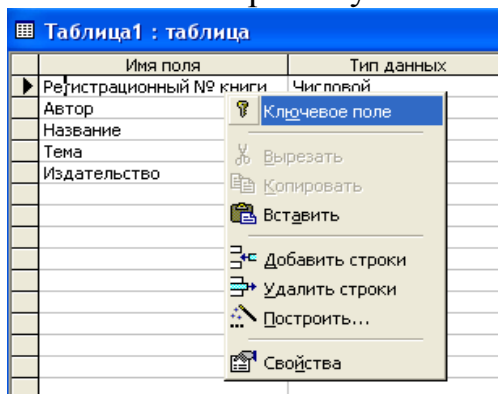 Таблица1 : таблица
Имя поля Тип данных
Регистрационный № книги Числовой
Автор
Название
Тема
Издательство
Ключевое поле
Вырезать
Копировать
Вставить
Добавить строки
Удалить строки
Построить...
Свойства